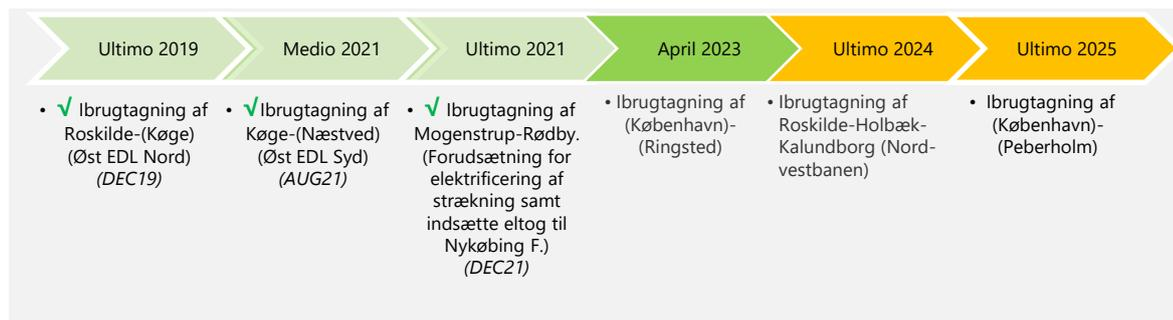 Ultimo 2019
Medio 2021
Ultimo 2021
April 2023
Ultimo 2024
Ultimo 2025
• √ Ibrugtagning af
Roskilde-(Køge)
(Øst EDL Nord)
(DEC19)
• √Ibrugtagning af
Køge-(Næstved)
(Øst EDL Syd)
(AUG21)
• √ Ibrugtagning af
Mogenstrup-Rødby.
(Forudsætning for
elektrificering af
strækning samt
indsætte eltog til
Nykøbing F.)
(DEC21)
• Ibrugtagning af
(København)-
(Ringsted)
• Ibrugtagning af
Roskilde-Holbæk-
Kalundborg (Nord-
vestbanen)
• Ibrugtagning af
(København)-
(Peberholm)